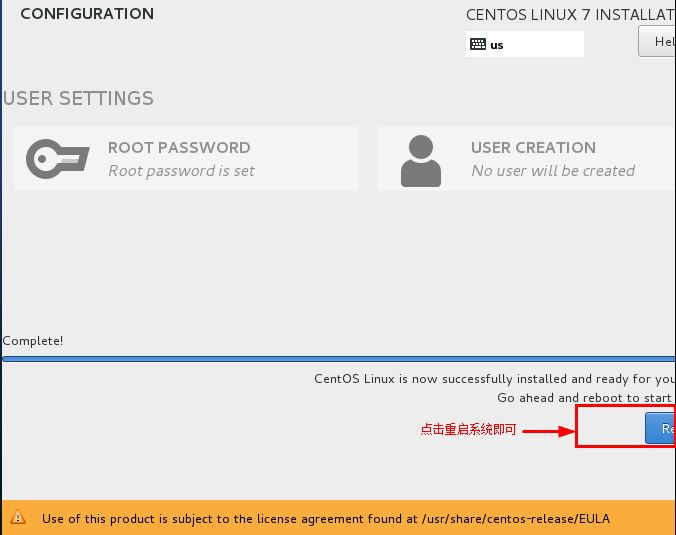 CONFIGURATION
CENTOS LINUX 7 INSTALLAT
us
Hel
USER SETTINGS
ROOT PASSWORD
Root password is set
USER CREATION
No user will be created
Complete!
CentOS Linux is now successfully installed and ready for you
Go ahead and reboot to start
点击重启系统即可
Re
Use of this product is subject to the license agreement found at /usr/share/centos-release/EULA